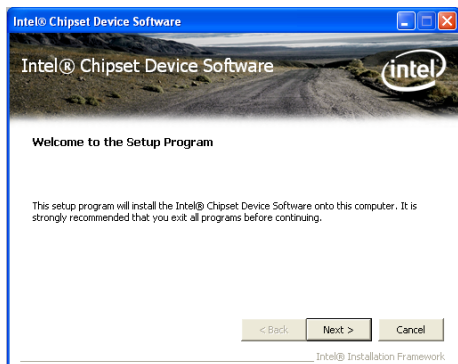 Intel® Chipset Device Software
Intel® Chipset Device Software
intel
Welcome to the Setup Program
This setup program will install the Intel® Chipset Device Software onto this computer. It is
strongly recommended that you exit all programs before continuing.
< Back Next > Cancel
Intel® Installation Framework